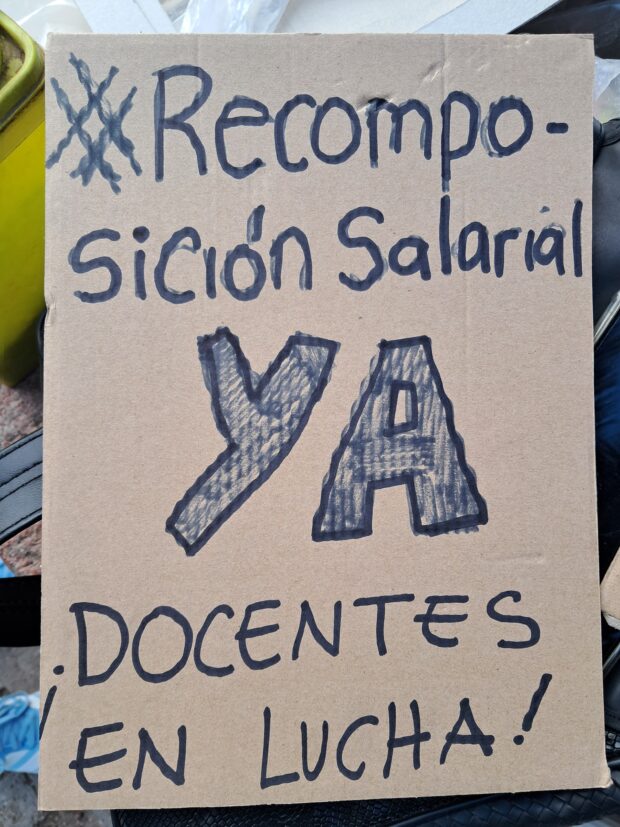 Recompo-
sición Salarial
YA
¡DOCENTES
EN LUCHA!